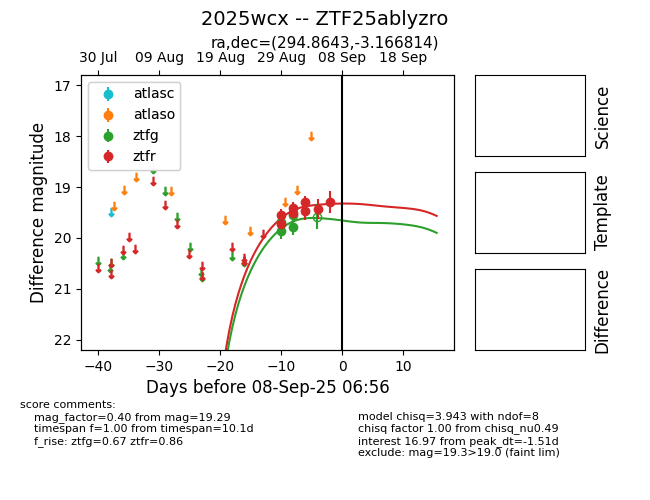 2025wcx -- ZTF25ablyzro
ra,dec=(294.8643,-3.166814)
30 Jul 09 Aug 19 Aug 29 Aug 08 Sep 18 Sep
atlasc
atlaso
ztfg
ztfr
17
18
19
20
21
22
Difference magnitude
−40 −30 −20 −10 0 10
Days before 08-Sep-25 06:56
Science
Template
Difference
score comments:
mag_factor=0.40 from mag=19.29
timespan f=1.00 from timespan=10.1d
f_rise: ztfg=0.67 ztfr=0.86
model chisq=3.943 with ndof=8
chisq factor 1.00 from chisq_nu0.49
interest 16.97 from peak_dt=-1.51d
exclude: mag=19.3>19.0 (faint lim)